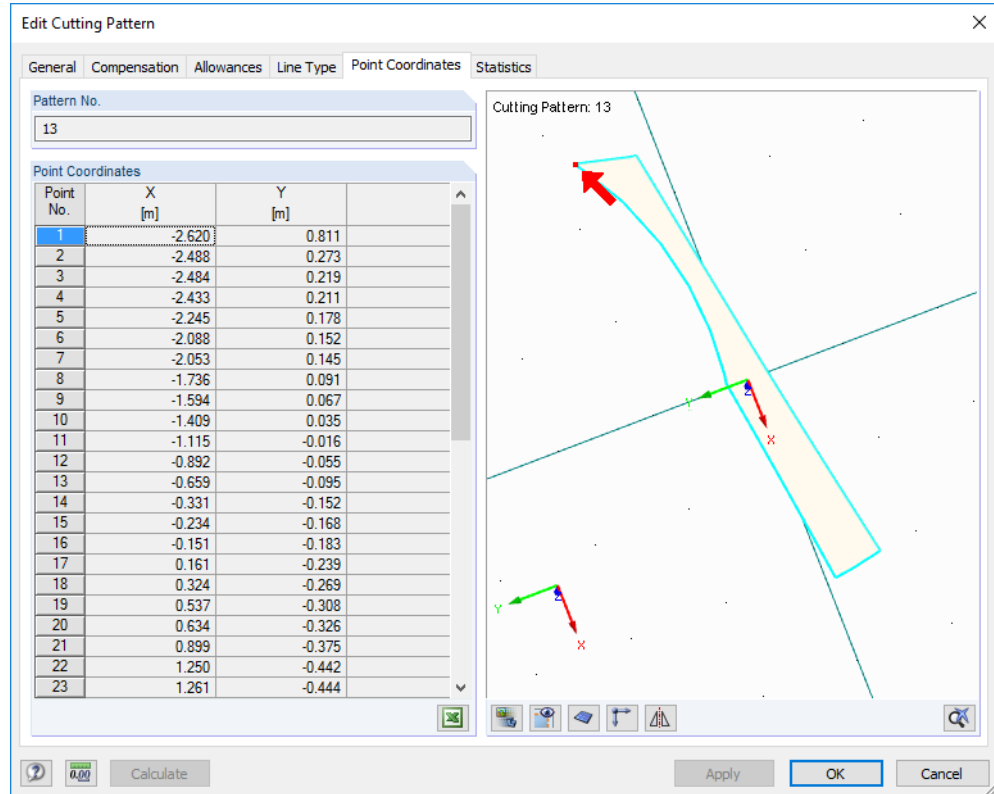 Edit Cutting Pattern
General Compensation Allowances Line Type Point Coordinates Statistics
Pattern No.
13
Point Coordinates
Point No. X [m] Y [m]
1 -2.620 0.811
2 -2.488 0.273
3 -2.484 0.219
4 -2.433 0.211
5 -2.245 0.178
6 -2.088 0.152
7 -2.053 0.145
8 -1.736 0.091
9 -1.594 0.067
10 -1.409 0.035
11 -1.115 -0.016
12 -0.892 -0.055
13 -0.659 -0.095
14 -0.331 -0.152
15 -0.234 -0.168
16 -0.151 -0.183
17 0.161 -0.239
18 0.324 -0.269
19 0.537 -0.308
20 0.634 -0.326
21 0.899 -0.375
22 1.250 -0.442
23 1.261 -0.444
Cutting Pattern: 13
Y
Z
X
Y
Z
X
0.00
Calculate
Apply
OK
Cancel